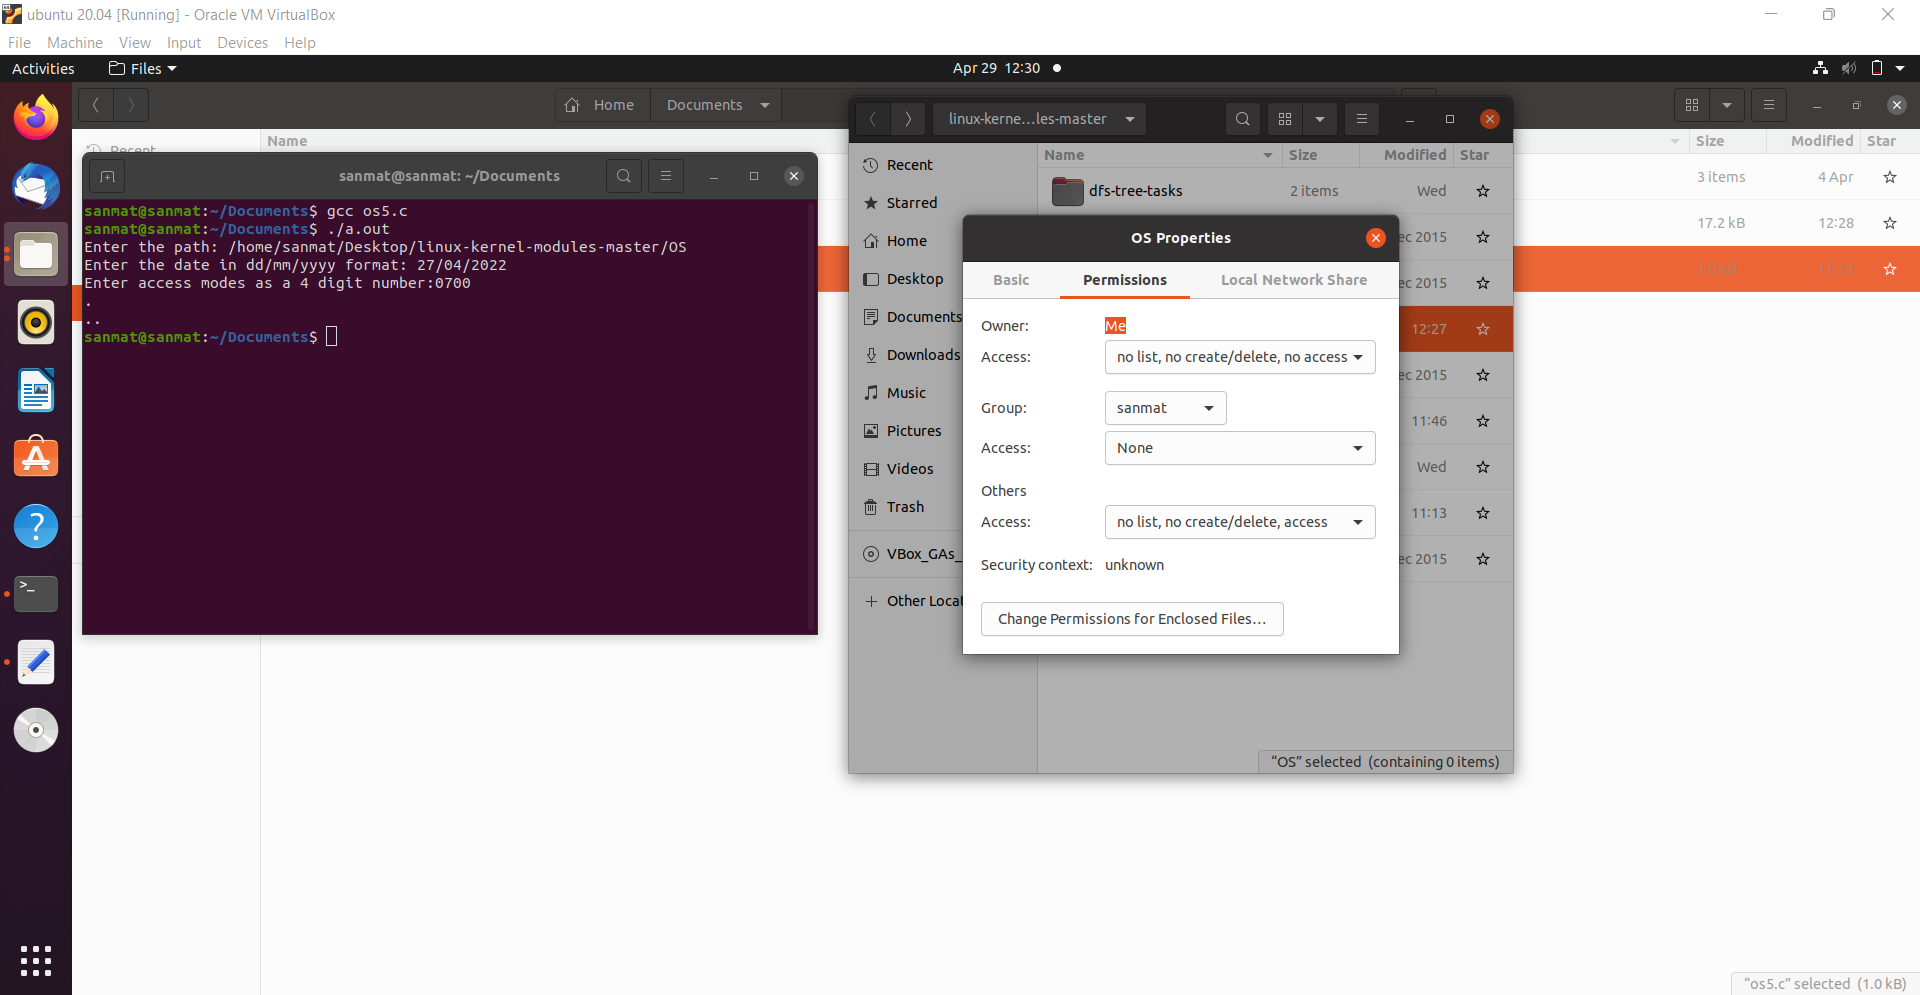 ubuntu 20.04 [Running] - Oracle VM VirtualBox
File Machine View Input Devices Help
Activities Files Apr 29 12:30
Home Documents
Recent
Name Size Modified Star
3 items 4 Apr
17.2 kB 12:28
1.0 kB 11:13
sanmat@sanmat: ~/Documents
sanmat@sanmat:~/Documents$ gcc os5.c
sanmat@sanmat:~/Documents$ ./a.out
Enter the path: /home/sanmat/Desktop/linux-kernel-modules-master/OS
Enter the date in dd/mm/yyyy format: 27/04/2022
Enter access modes as a 4 digit number:0700
.
..
sanmat@sanmat:~/Documents$
linux-kerne...les-master
Recent
Starred
Home
Desktop
Documents
Downloads
Music
Pictures
Videos
Trash
VBox_GAs_
+ Other Locat
Name Size Modified Star
dfs-tree-tasks 2 items Wed
ec 2015
ec 2015
12:27
ec 2015
11:46
Wed
11:13
ec 2015
"OS" selected (containing 0 items)
OS Properties
Basic Permissions Local Network Share
Owner: Me
Access: no list, no create/delete, no access
Group: sanmat
Access: None
Others
Access: no list, no create/delete, access
Security context: unknown
Change Permissions for Enclosed Files...
"os5.c" selected (1.0 kB)